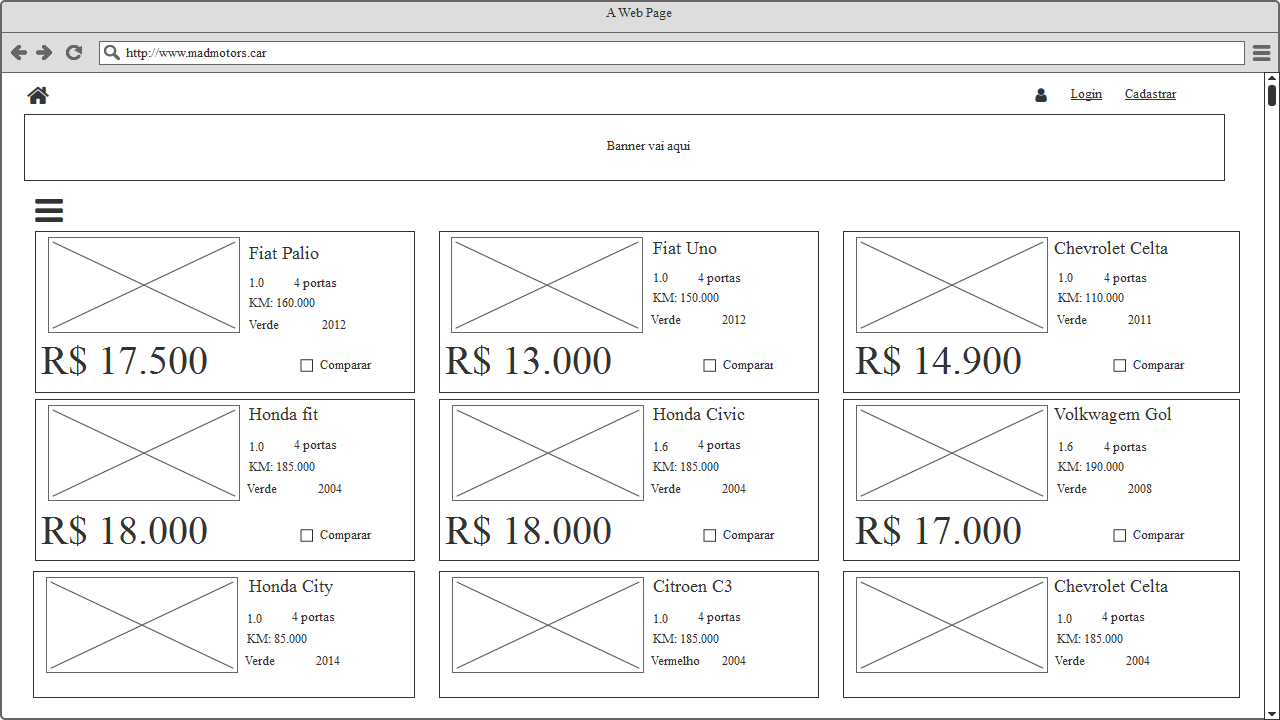 A Web Page
http://www.madmotors.car
Login Cadastrar
Banner vai aqui
Fiat Palio
1.0 4 portas
KM: 160.000
Verde 2012
R$ 17.500
Comparar
Fiat Uno
1.0 4 portas
KM: 150.000
Verde 2012
R$ 13.000
Comparar
Chevrolet Celta
1.0 4 portas
KM: 110.000
Verde 2011
R$ 14.900
Comparar
Honda fit
1.0 4 portas
KM: 185.000
Verde 2004
R$ 18.000
Comparar
Honda Civic
1.6 4 portas
KM: 185.000
Verde 2004
R$ 18.000
Comparar
Volkwagem Gol
1.6 4 portas
KM: 190.000
Verde 2008
R$ 17.000
Comparar
Honda City
1.0 4 portas
KM: 85.000
Verde 2014
Citroen C3
1.0 4 portas
KM: 185.000
Vermelho 2004
Chevrolet Celta
1.0 4 portas
KM: 185.000
Verde 2004